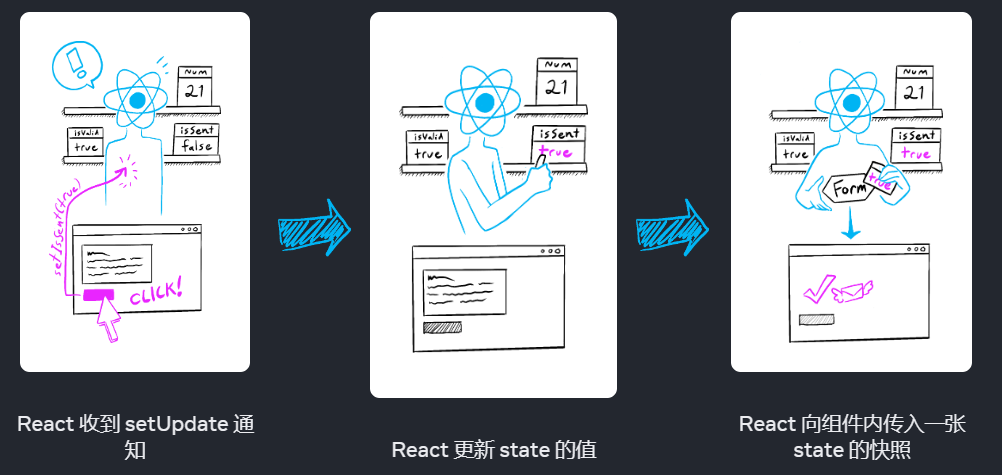 !
Num
21
isValid
true
isSent
false
setIsSent(true)
CLICK!
React 收到 setUpdate 通
知
Num
21
isValid
true
isSent
true
React 更新 state 的值
Num
21
isValid
true
isSent
true
Form
true
React 向组件内传入一张
state 的快照